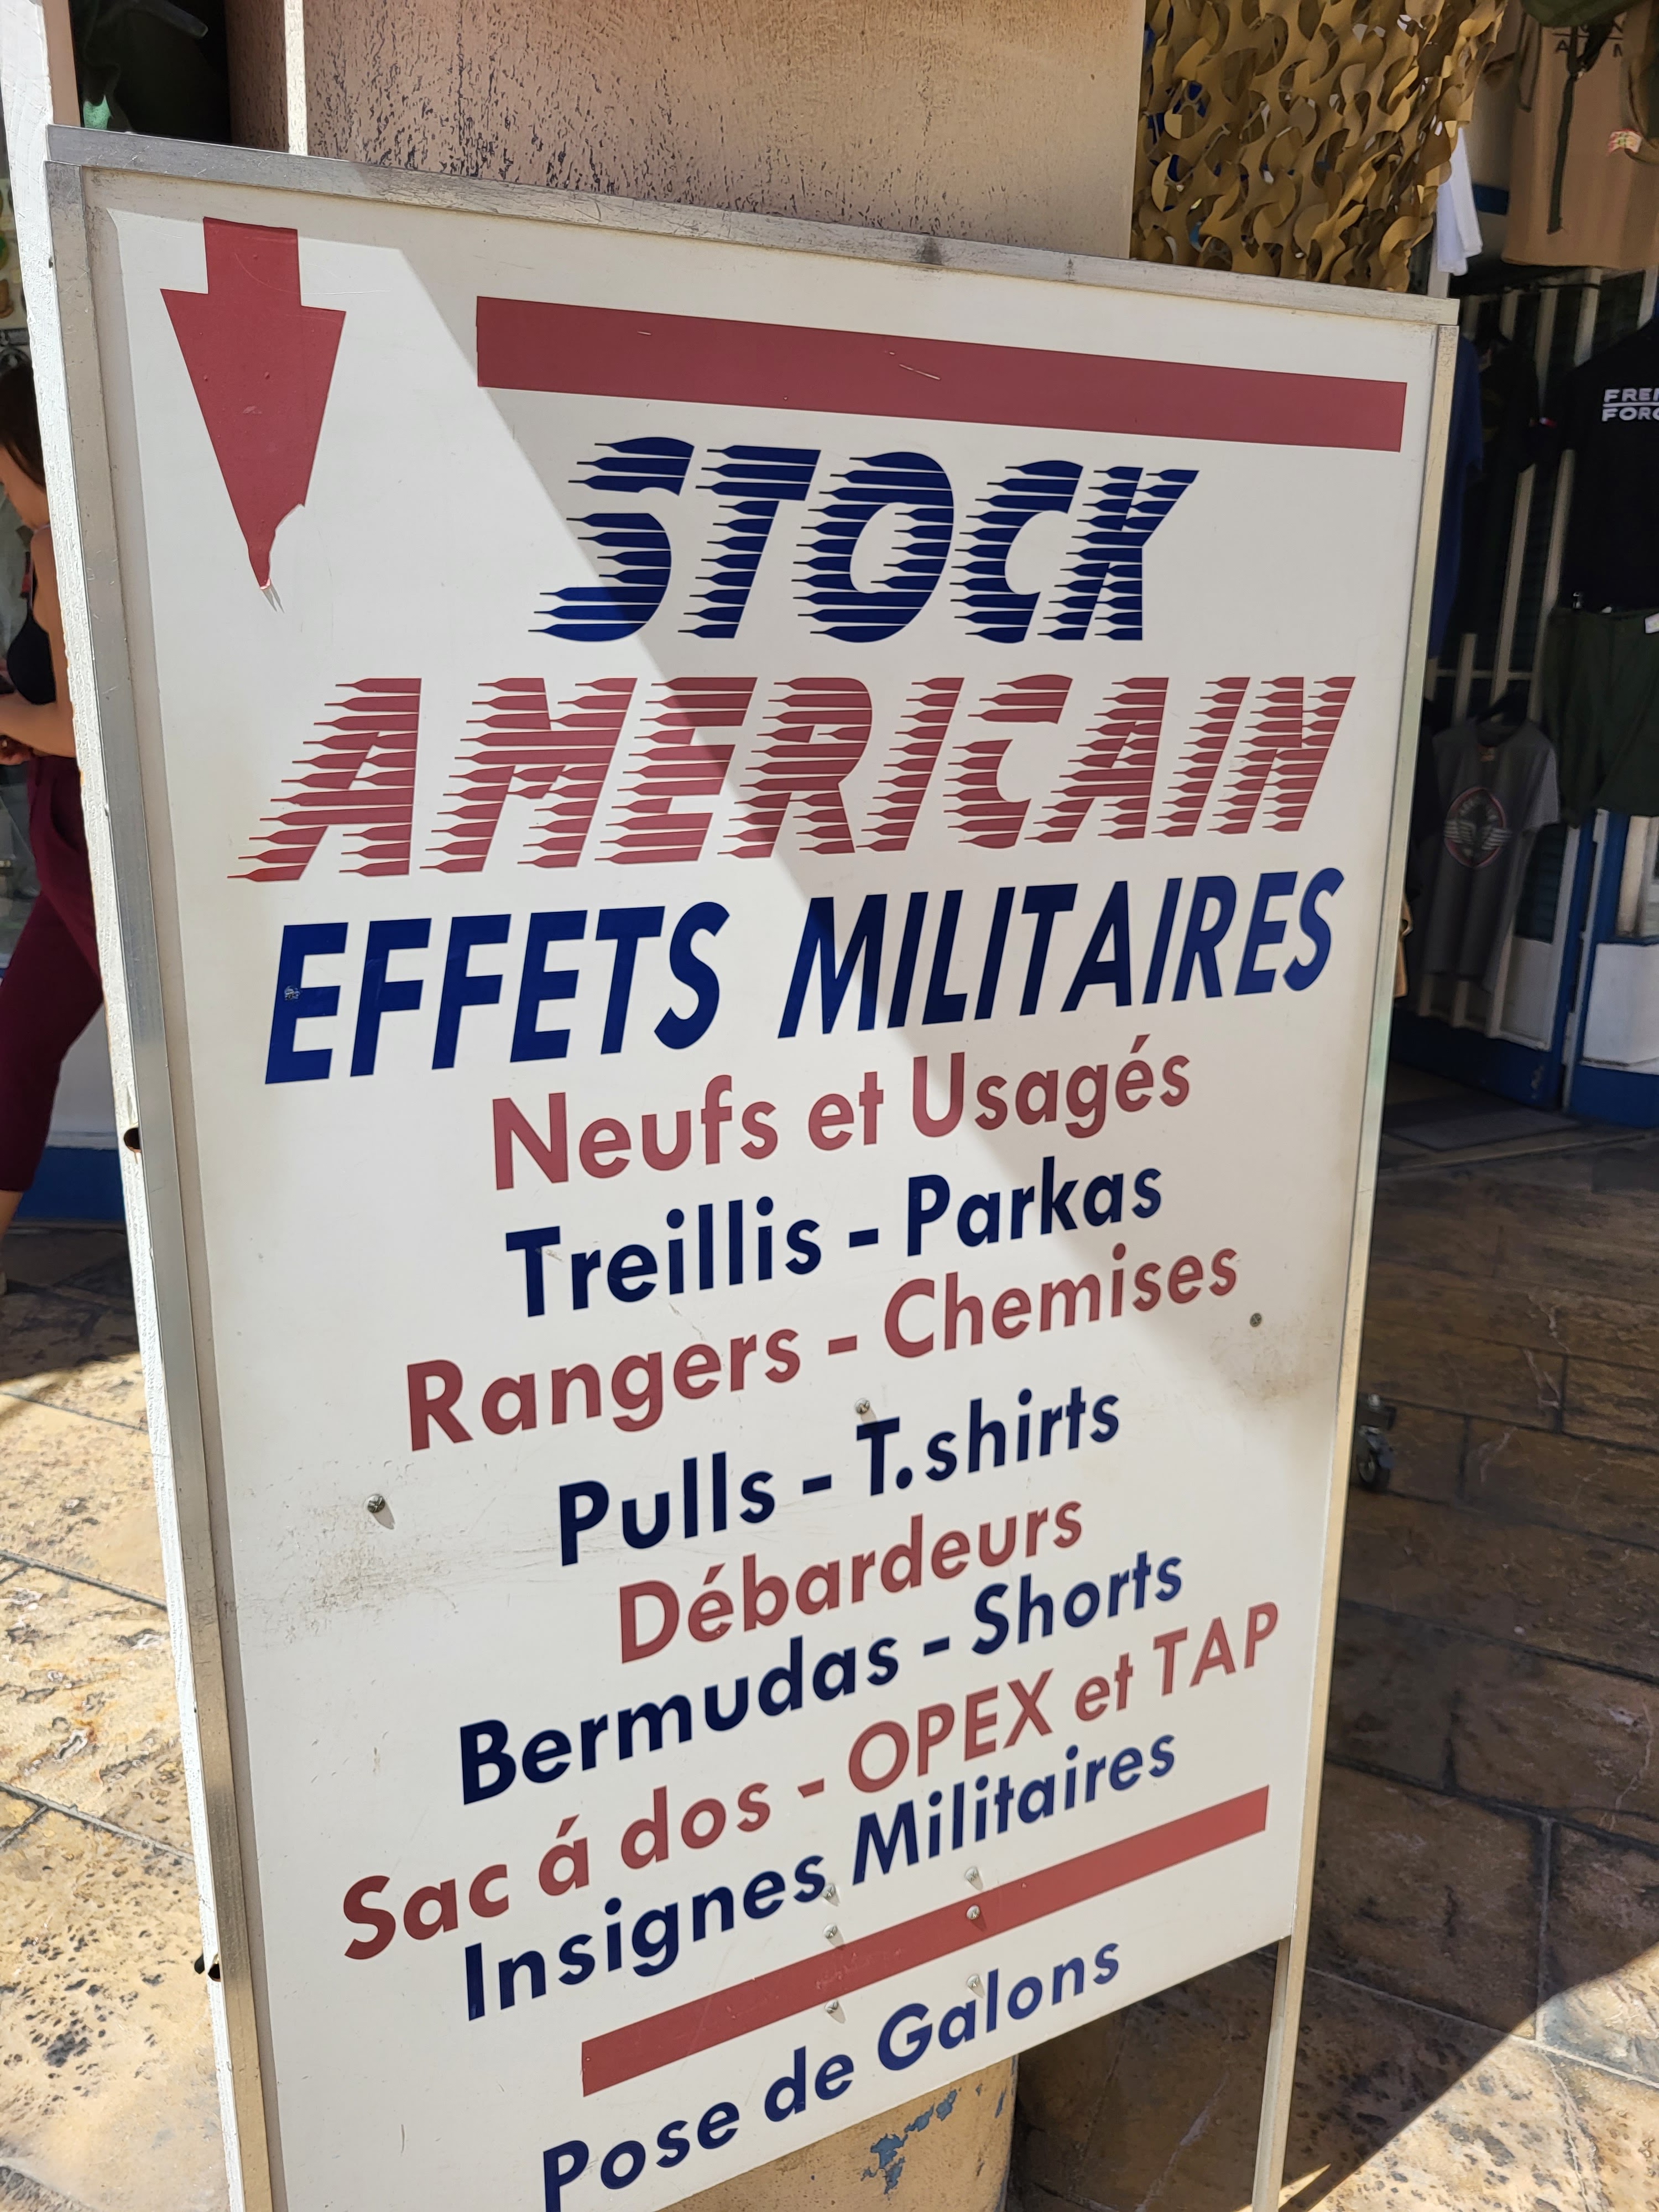 STOCK
AMERICAIN
EFFETS MILITAIRES
Neufs et Usagés
Treillis - Parkas
Rangers - Chemises
Pulls - T.shirts
Débardeurs
Bermudas - Shorts
Sac á dos - OPEX et TAP
Insignes Militaires
Pose de Galons